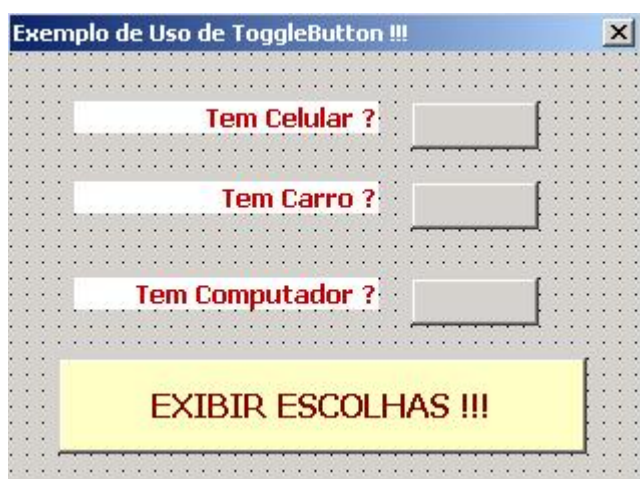 Exemplo de Uso de ToggleButton !!!
Tem Celular ?
Tem Carro ?
Tem Computador ?
EXIBIR ESCOLHAS !!!